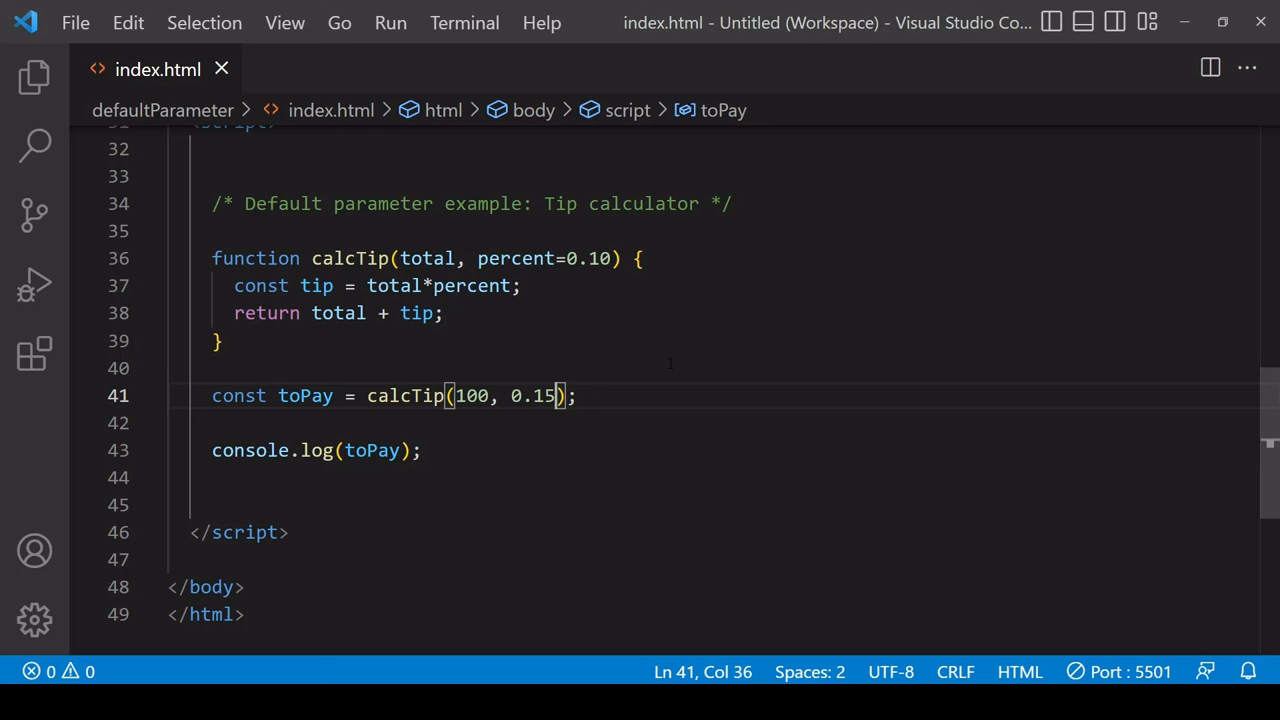 File Edit Selection View Go Run Terminal Help index.html - Untitled (Workspace) - Visual Studio Co...
index.html
defaultParameter > index.html > html > body > script > toPay
31 <script>
32
33
34 /* Default parameter example: Tip calculator */
35
36 function calcTip(total, percent=0.10) {
37 const tip = total*percent;
38 return total + tip;
39 }
40
41 const toPay = calcTip(100, 0.15);
42
43 console.log(toPay);
44
45
46 </script>
47
48 </body>
49 </html>
0 0 Ln 41, Col 36 Spaces: 2 UTF-8 CRLF HTML Port : 5501